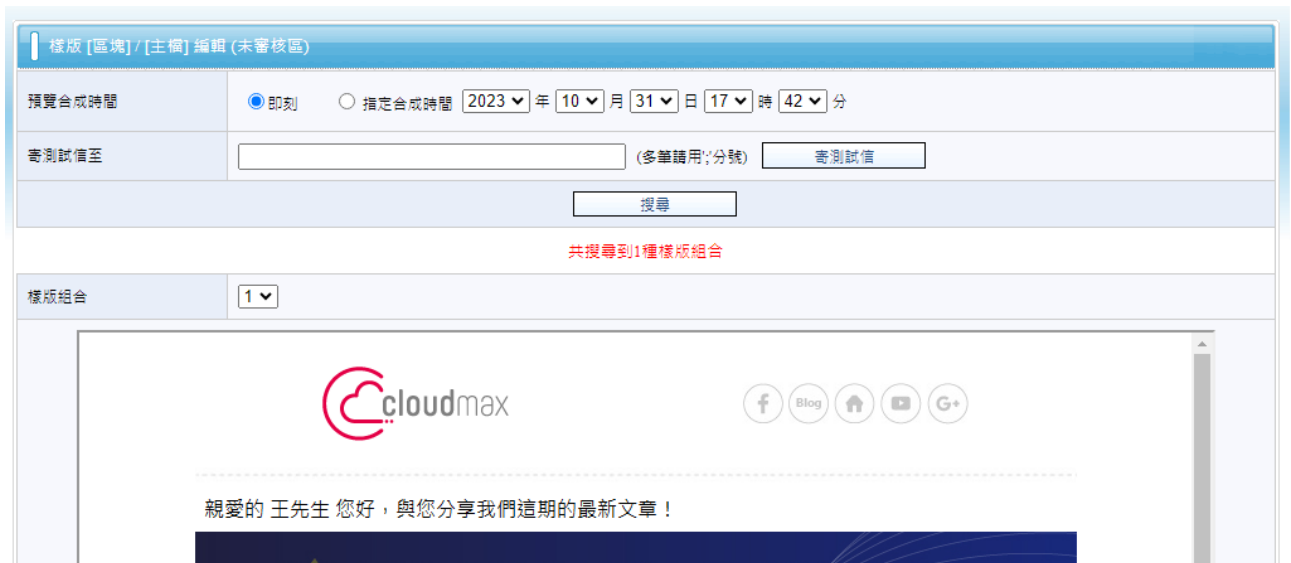 樣版 [區塊] / [主檔] 編輯 (未審核區)
預覽合成時間 即刻 指定合成時間 2023 年 10 月 31 日 17 時 42 分
寄測試信至 (多筆請用';'分號) 寄測試信
搜尋
共搜尋到1種樣版組合
樣版組合 1
cloudmax Blog G+
親愛的 王先生 您好，與您分享我們這期的最新文章！